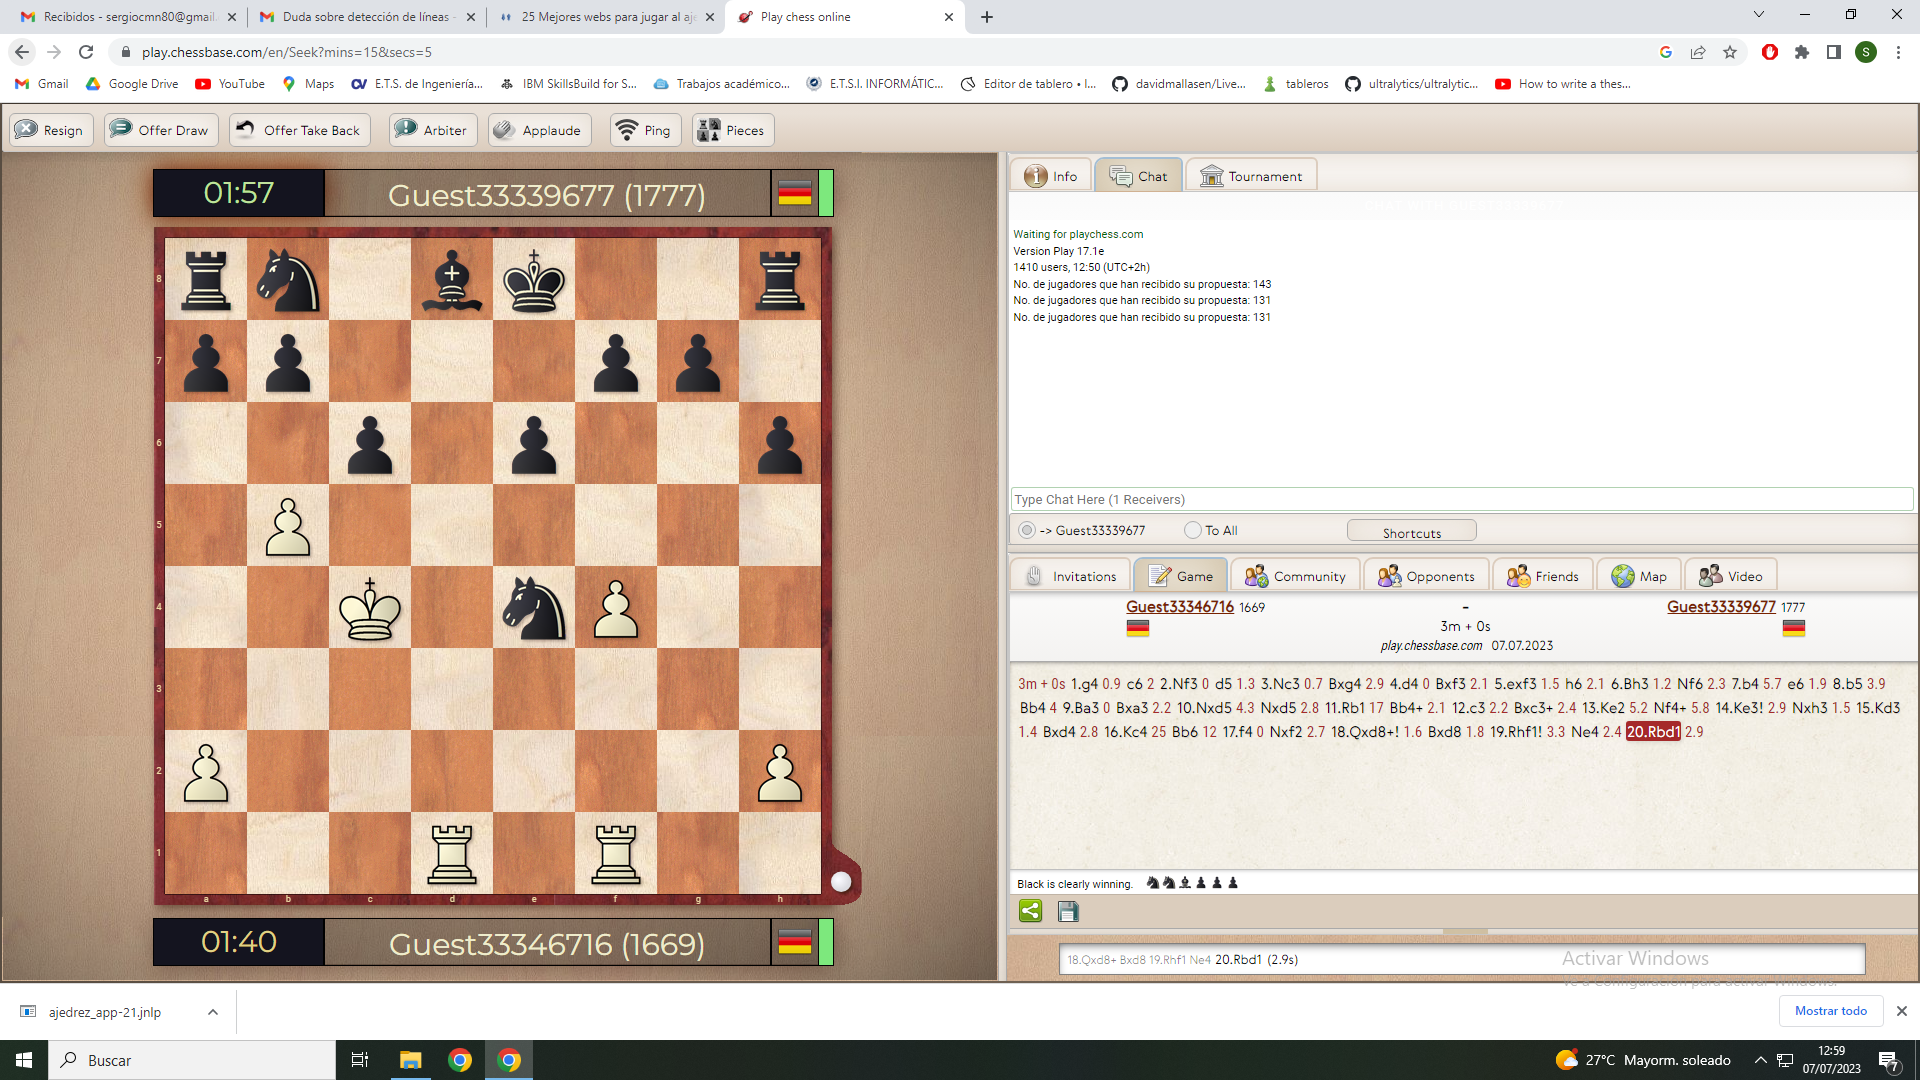 Recibidos - sergiocmn80@gmail.
Duda sobre detección de líneas -
25 Mejores webs para jugar al aje
Play chess online
play.chessbase.com/en/Seek?mins=15&secs=5
S
Gmail
Google Drive
YouTube
Maps
E.T.S. de Ingeniería...
IBM SkillsBuild for S...
Trabajos académico...
E.T.S.I. INFORMÁTIC...
Editor de tablero • l...
davidmallasen/Live...
tableros
ultralytics/ultralytic...
How to write a thes...
Resign
Offer Draw
Offer Take Back
Arbiter
Applaude
Ping
Pieces
01:57
Guest33339677 (1777)
8
7
6
5
4
3
2
1
a b c d e f g h
01:40
Guest33346716 (1669)
Info
Chat
Tournament
Waiting for playchess.com
Version Play 17.1e
1410 users, 12:50 (UTC+2h)
No. de jugadores que han recibido su propuesta: 143
No. de jugadores que han recibido su propuesta: 131
No. de jugadores que han recibido su propuesta: 131
Type Chat Here (1 Receivers)
-> Guest33339677
To All
Shortcuts
Invitations
Game
Community
Opponents
Friends
Map
Video
Guest33346716 1669 - Guest33339677 1777
3m + 0s
play.chessbase.com 07.07.2023
3m + 0s 1.g4 0.9 c6 2 2.Nf3 0 d5 1.3 3.Nc3 0.7 Bxg4 2.9 4.d4 0 Bxf3 2.1 5.exf3 1.5 h6 2.1 6.Bh3 1.2 Nf6 2.3 7.b4 5.7 e6 1.9 8.b5 3.9
Bb4 4 9.Ba3 0 Bxa3 2.2 10.Nxd5 4.3 Nxd5 2.8 11.Rb1 17 Bb4+ 2.1 12.c3 2.2 Bxc3+ 2.4 13.Ke2 5.2 Nf4+ 5.8 14.Ke3! 2.9 Nxh3 1.5 15.Kd3
1.4 Bxd4 2.8 16.Kc4 25 Bb6 12 17.f4 0 Nxf2 2.7 18.Qxd8+! 1.6 Bxd8 1.8 19.Rhf1! 3.3 Ne4 2.4 20.Rbd1 2.9
Black is clearly winning.
18.Qxd8+ Bxd8 19.Rhf1 Ne4 20.Rbd1 (2.9s)
Activar Windows
Ve a Configuración para activar Windows.
ajedrez_app-21.jnlp
Mostrar todo
Buscar
27°C Mayorm. soleado
12:59
07/07/2023
7